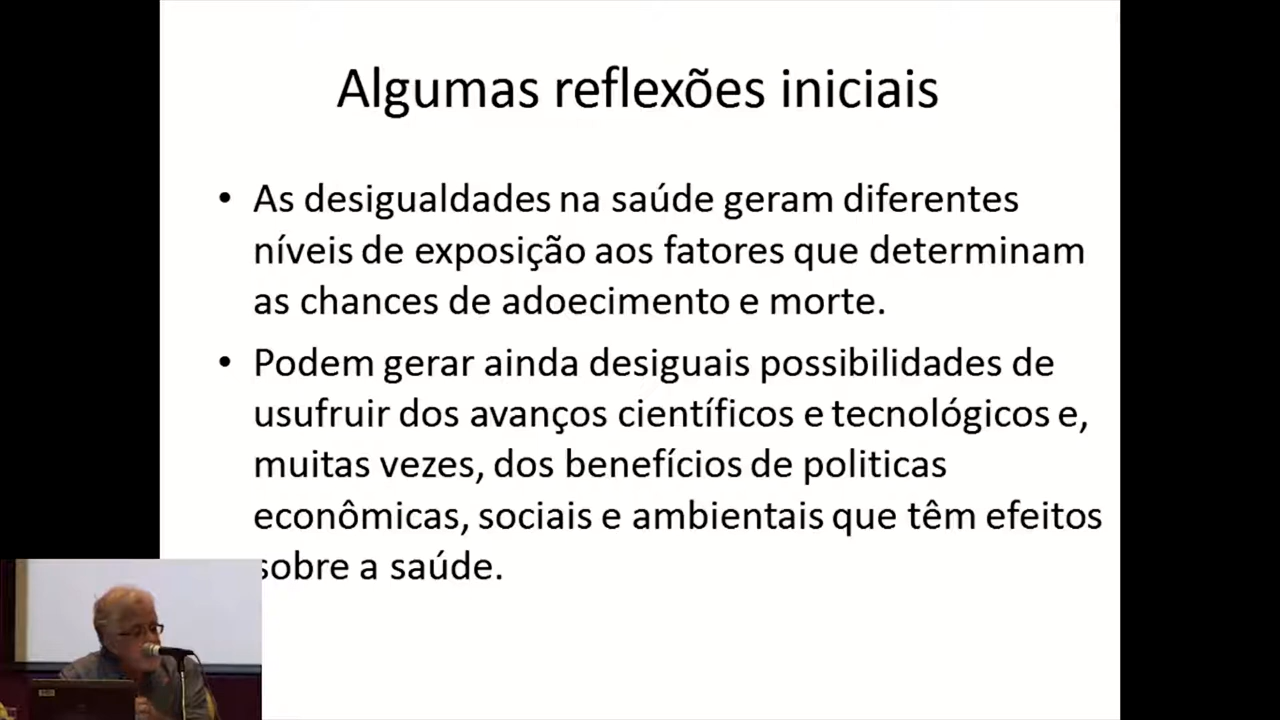 Algumas reflexões iniciais
• As desigualdades na saúde geram diferentes
níveis de exposição aos fatores que determinam
as chances de adoecimento e morte.
• Podem gerar ainda desiguais possibilidades de
usufruir dos avanços científicos e tecnológicos e,
muitas vezes, dos benefícios de politicas
econômicas, sociais e ambientais que têm efeitos
sobre a saúde.